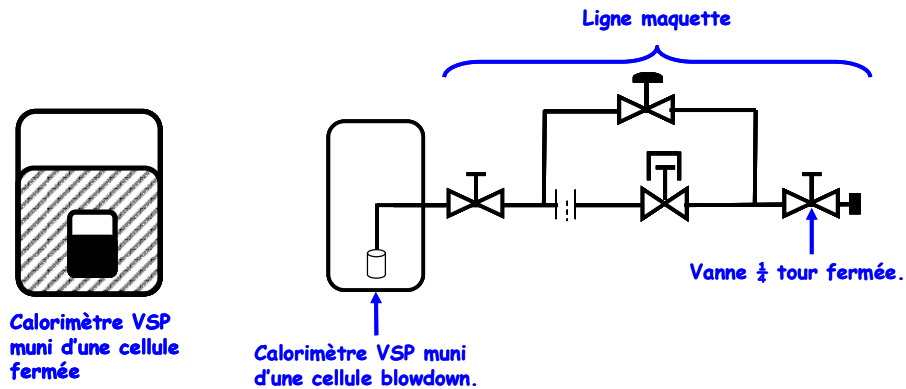 Ligne maquette
Vanne ¼ tour fermée.
Calorimètre VSP
muni d'une cellule
fermée
Calorimètre VSP muni
d'une cellule blowdown.